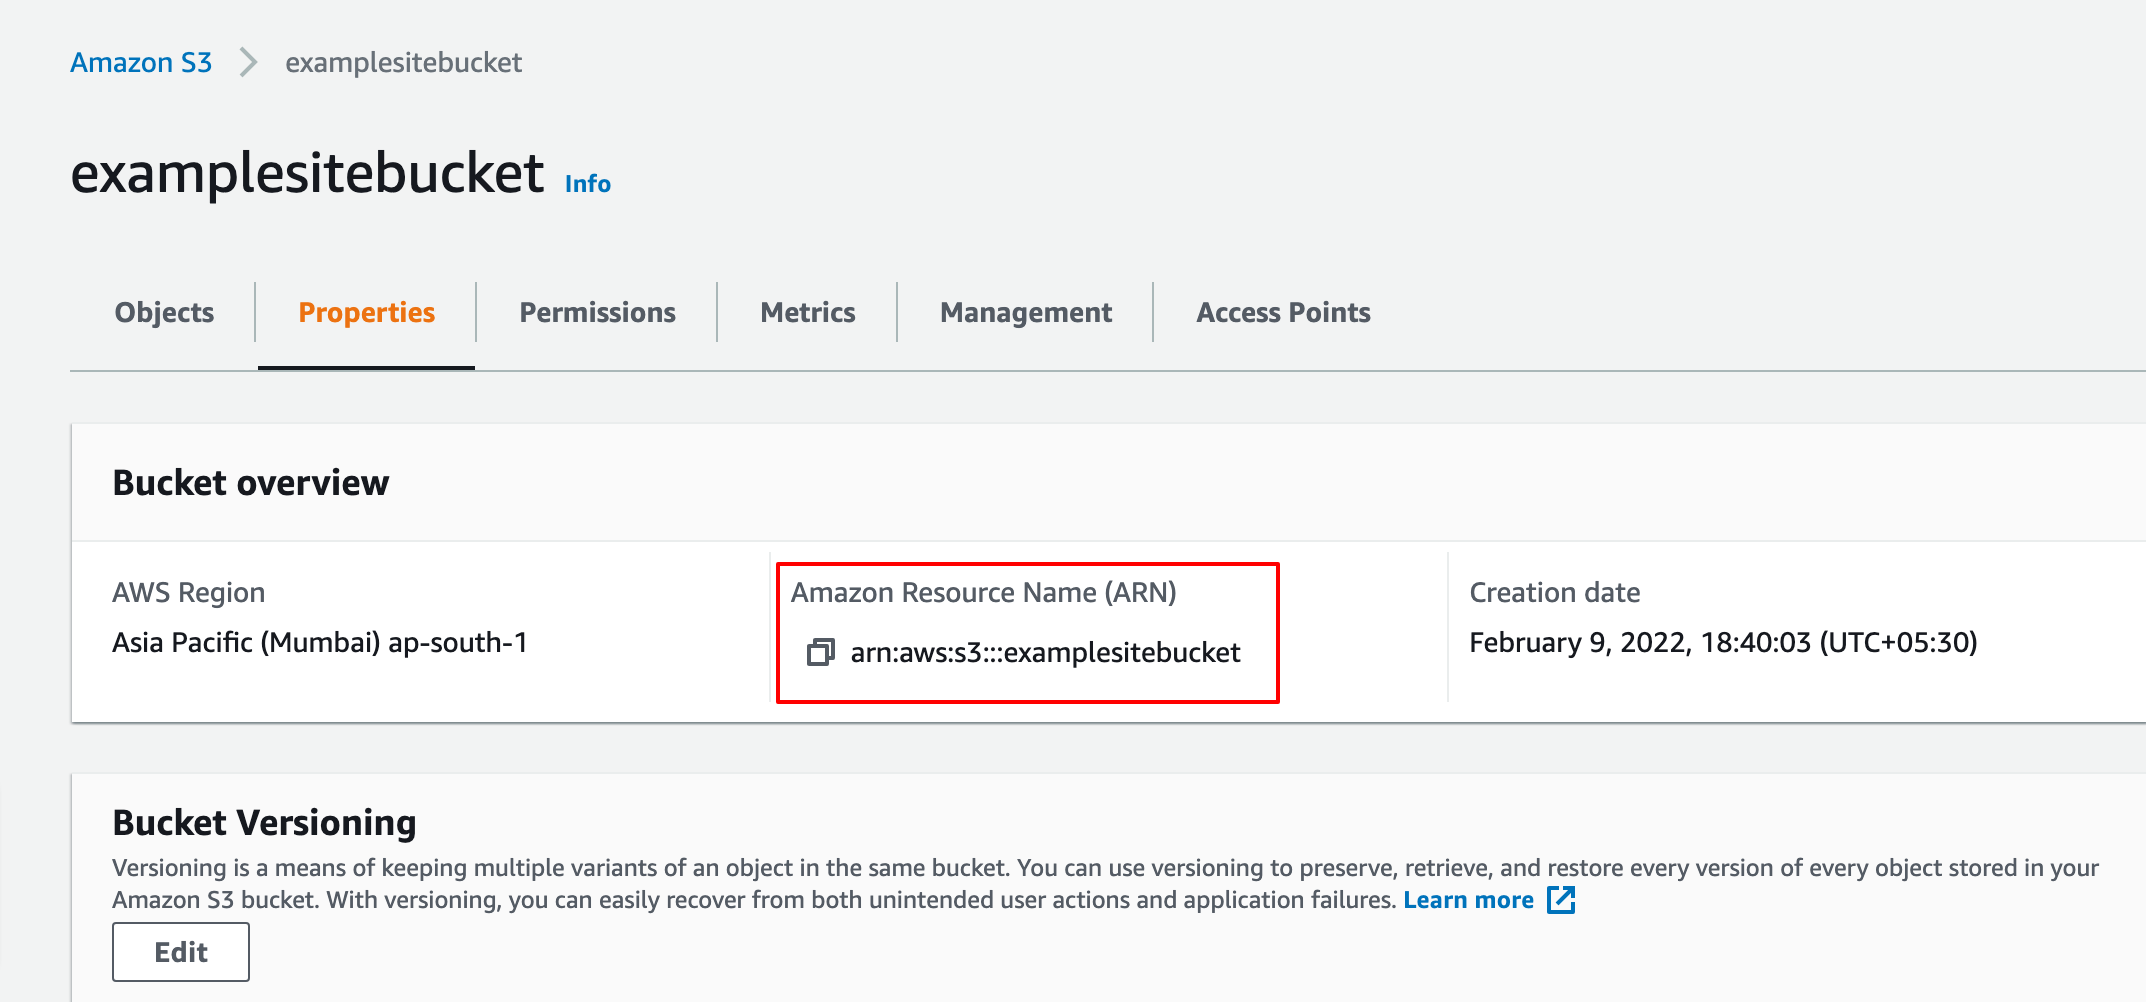 Amazon S3 examplesitebucket
examplesitebucket Info
Objects Properties Permissions Metrics Management Access Points
Bucket overview
AWS Region
Asia Pacific (Mumbai) ap-south-1
Amazon Resource Name (ARN)
arn:aws:s3:::examplesitebucket
Creation date
February 9, 2022, 18:40:03 (UTC+05:30)
Bucket Versioning
Versioning is a means of keeping multiple variants of an object in the same bucket. You can use versioning to preserve, retrieve, and restore every version of every object stored in your
Amazon S3 bucket. With versioning, you can easily recover from both unintended user actions and application failures. Learn more
Edit